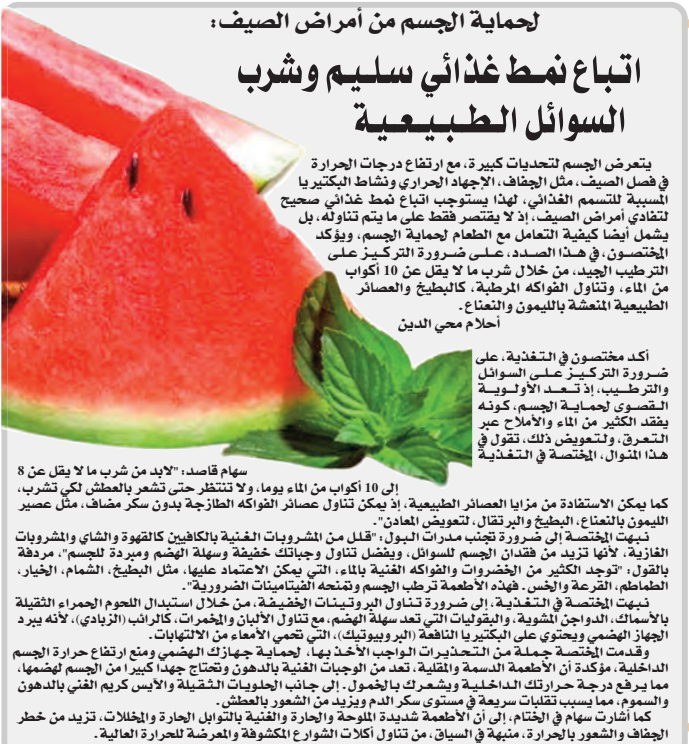 لحماية الجسم من أمراض الصيف:
اتباع نمط غذائي سليم وشرب
السوائل الطبيعية
يتعرض الجسم لتحديات كبيرة، مع ارتفاع درجات الحرارة
في فصل الصيف، مثل الجفاف، الإجهاد الحراري ونشاط البكتيريا
المسببة للتسمم الغذائي، لهذا يستوجب اتباع نمط غذائي صحيح
لتفادي أمراض الصيف، إذ لا يقتصر فقط على ما يتم تناوله، بل
يشمل أيضا كيفية التعامل مع الطعام لحماية الجسم، ويؤكد
المختصون، في هذا الصدد، على ضرورة التركيز على
الترطيب الجيد، من خلال شرب ما لا يقل عن 10 أكواب
من الماء، وتناول الفواكه المرطبة، كالبطيخ والعصائر
الطبيعية المنعشة بالليمون والنعناع.
أحلام محي الدين
أكد مختصون في التغذية، على
ضرورة التركيز على السوائل
والترطيب، إذ تعد الأولوية
القصوى لحماية الجسم، كونه
يفقد الكثير من الماء والأملاح عبر
التعرق، ولتعويض ذلك، تقول في
هذا المنوال، المختصة في التغذية
سهام قاصد: "لابد من شرب ما لا يقل عن 8
إلى 10 أكواب من الماء يوما، ولا تنتظر حتى تشعر بالعطش لكي تشرب،
كما يمكن الاستفادة من مزايا العصائر الطبيعية، إذ يمكن تناول عصائر الفواكه الطازجة بدون سكر مضاف، مثل عصير
الليمون بالنعناع، البطيخ والبرتقال، لتعويض المعادن".
نبهت المختصة إلى ضرورة تجنب مدرات البول: "قلل من المشروبات الغنية بالكافيين كالقهوة والشاي والمشروبات
الغازية، لأنها تزيد من فقدان الجسم للسوائل، ويفضل تناول وجباتك خفيفة وسهلة الهضم ومبردة للجسم"، مردفة
بالقول: "توجد الكثير من الخضروات والفواكه الغنية بالماء، التي يمكن الاعتماد عليها، مثل البطيخ، الشمام، الخيار،
الطماطم، القرعة والخس. فهذه الأطعمة ترطب الجسم وتمنحه الفيتامينات الضرورية".
نبهت المختصة في التغذية، إلى ضرورة تناول البروتينات الخفيفة، من خلال استبدال اللحوم الحمراء الثقيلة
بالأسماك، الدواجن المشوية، والبقوليات التي تعد سهلة الهضم، مع تناول الألبان والمخمرات، كالرائب (الزبادي)، لأنه يبرد
الجهاز الهضمي ويحتوي على البكتيريا النافعة (البروبيوتيك)، التي تحمي الأمعاء من الالتهابات.
وقدمت المختصة جملة من التحذيرات الواجب الأخذ بها، لحماية جهازك الهضمي ومنع ارتفاع حرارة الجسم
الداخلية، مؤكدة أن الأطعمة الدسمة والمقلية، تعد من الوجبات الغنية بالدهون وتحتاج جهدا كبيرا من الجسم لهضمها،
مما يرفع درجة حرارتك الداخلية ويشعرك بالخمول. إلى جانب الحلويات الثقيلة والآيس كريم الغني بالدهون
والسموم، مما يسبب تقلبات سريعة في مستوى سكر الدم ويزيد من الشعور بالعطش.
كما أشارت سهام في الختام، إلى أن الأطعمة شديدة الملوحة والحارة والغنية بالتوابل الحارة والمخللات، تزيد من خطر
الجفاف والشعور بالحرارة، منبهة في السياق، من تناول أكلات الشوارع المكشوفة والمعرضة للحرارة العالية.